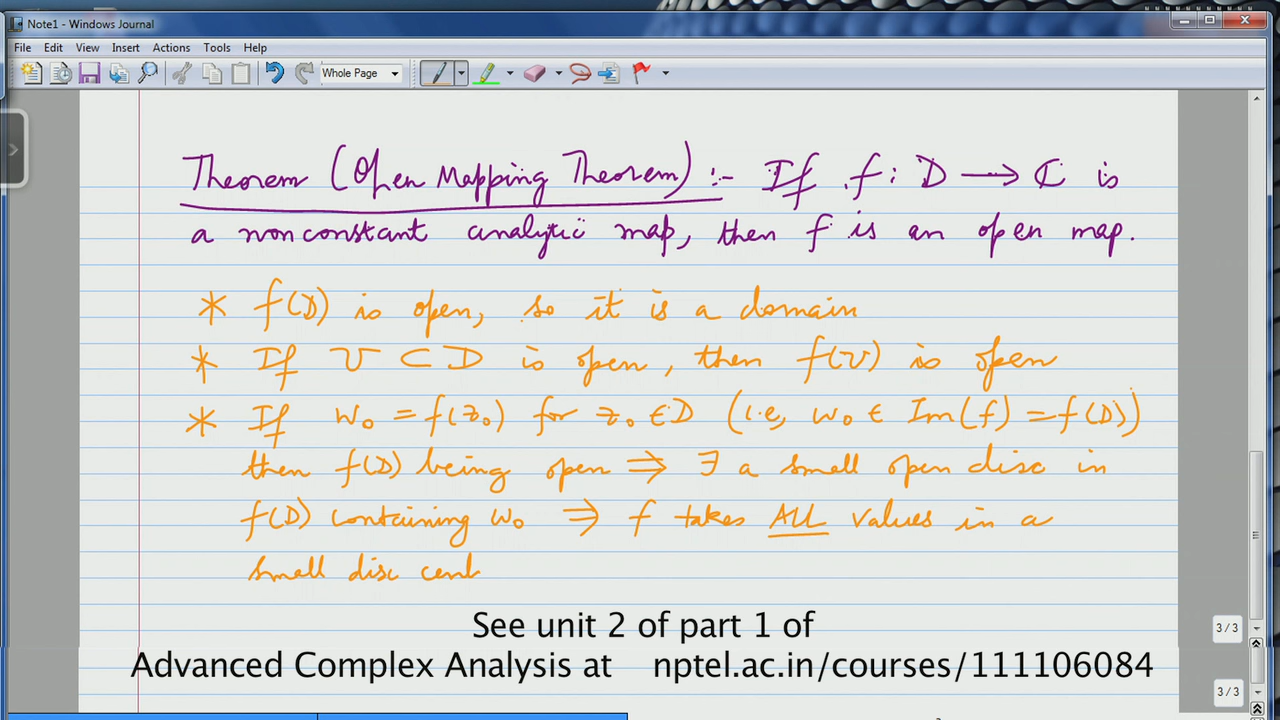 Note1 - Windows Journal
File Edit View Insert Actions Tools Help
Whole Page
Theorem (Open Mapping Theorem) :- If f : D → ℂ is
a nonconstant analytic map, then f is an open map.
* f(D) is open, so it is a domain
* If V ⊂ D is open, then f(V) is open
* If w₀ = f(z₀) for z₀ ∈ D (i.e, w₀ ∈ Im(f) = f(D))
then f(D) being open ⇒ ∃ a small open disc in
f(D) containing w₀ ⇒ f takes ALL values in a
small disc cent
See unit 2 of part 1 of
3/3
Advanced Complex Analysis at nptel.ac.in/courses/111106084
3/3